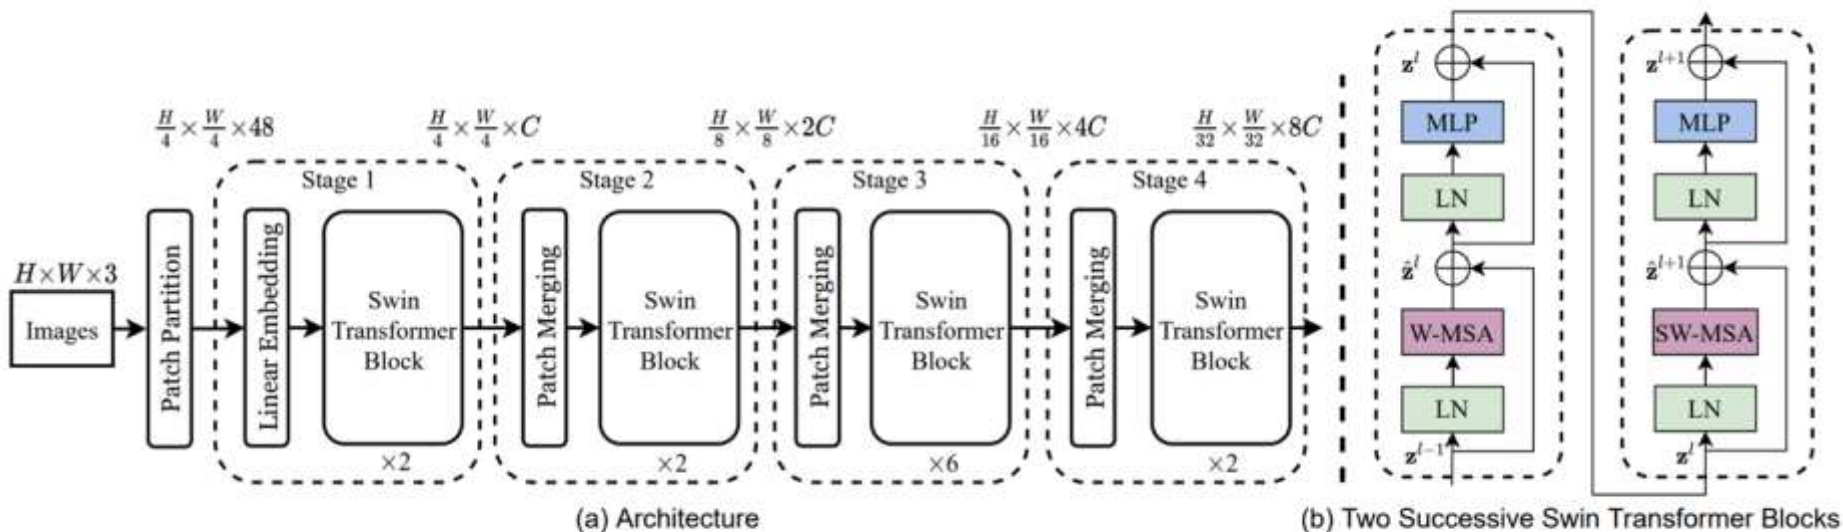 H/4 × W/4 × 48
H/4 × W/4 × C
H/8 × W/8 × 2C
H/16 × W/16 × 4C
H/32 × W/32 × 8C
Stage 1
Stage 2
Stage 3
Stage 4
H×W×3
Images
Patch Partition
Linear Embedding
Swin
Transformer
Block
×2
Patch Merging
Swin
Transformer
Block
×2
Patch Merging
Swin
Transformer
Block
×6
Patch Merging
Swin
Transformer
Block
×2
(a) Architecture
z^l
MLP
LN
ẑ^l
W-MSA
LN
z^{l-1}
z^{l+1}
MLP
LN
ẑ^{l+1}
SW-MSA
LN
z^l
(b) Two Successive Swin Transformer Blocks